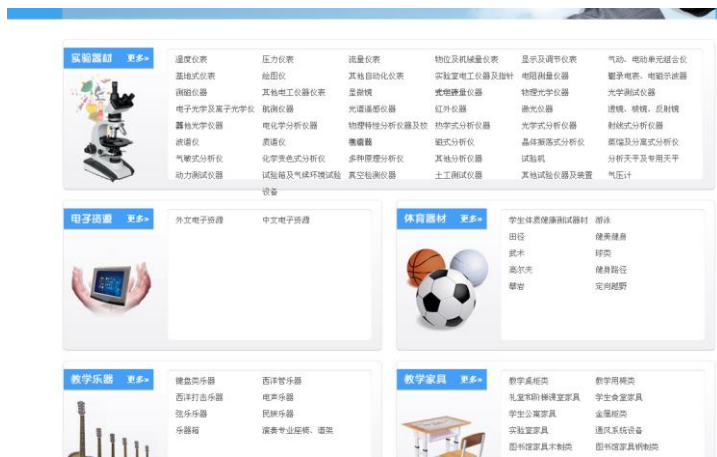 实验器材 更多»
温度仪表 压力仪表 流量仪表 物位及机械量仪表 显示及调节仪表 气动、电动单元组合仪
基地式仪表 绘图仪 其他自动化仪表 实验室电工仪器及指针 电阻测量仪器
测磁仪器 其他电工仪器仪表 显微镜 物理光学仪器 光学测试仪器
电子光学及离子光学仪 航测仪器 光谱遥感仪器 红外仪器 激光仪器 透镜、棱镜、反射镜
其他光学仪器 电化学分析仪器 物理特性分析仪器及校 热学式分析仪器 光学式分析仪器 射线式分析仪器
波谱仪 质谱仪 磁式分析仪 晶体振荡式分析仪 蒸馏及分离式分析仪
气敏式分析仪 化学变色式分析仪 多种原理分析仪 其他分析仪器 试验机 分析天平及专用天平
动力测试仪器 试验箱及气候环境试验 真空检测仪器 土工测试仪器 其他试验仪器及装置 气压计
设备
电子资源 更多»
外文电子资源 中文电子资源
体育器材 更多»
学生体质健康测试器材 游泳
田径 健美健身
武术 球类
高尔夫 健身路径
攀岩 定向越野
教学乐器 更多»
键盘类乐器 西洋管乐器
西洋打击乐器 电声乐器
弦乐乐器 民族乐器
乐器箱 演奏专业座椅、谱架
教学家具 更多»
教学桌柜类 教学用椅类
礼堂和阶梯课室家具 学生食堂家具
学生公寓家具 金属柜类
实验室家具 通风系统设备
图书馆家具木制类 图书馆家具钢制类